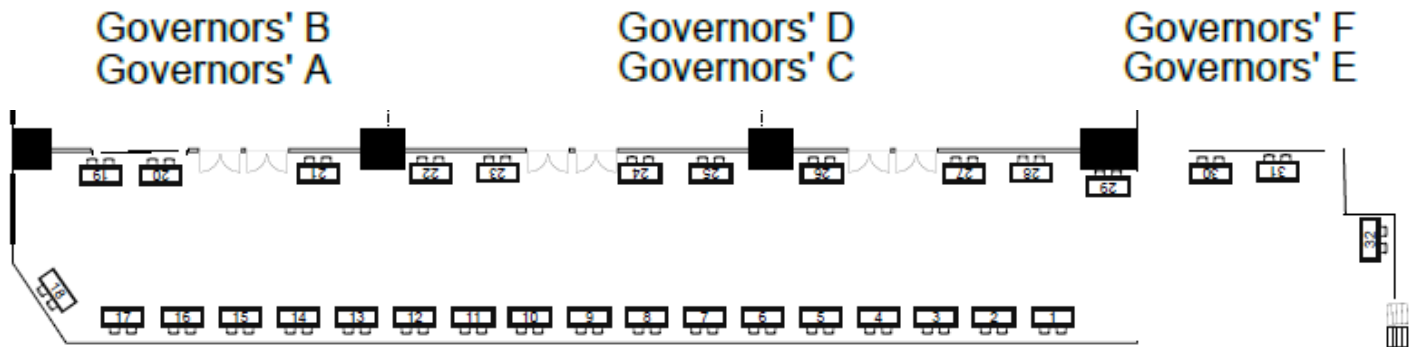 Governors' B
Governors' A
Governors' D
Governors' C
Governors' F
Governors' E
19 20 21 22 23 24 25 26 27 28 29 30 31
32
18
17 16 15 14 13 12 11 10 9 8 7 6 5 4 3 2 1